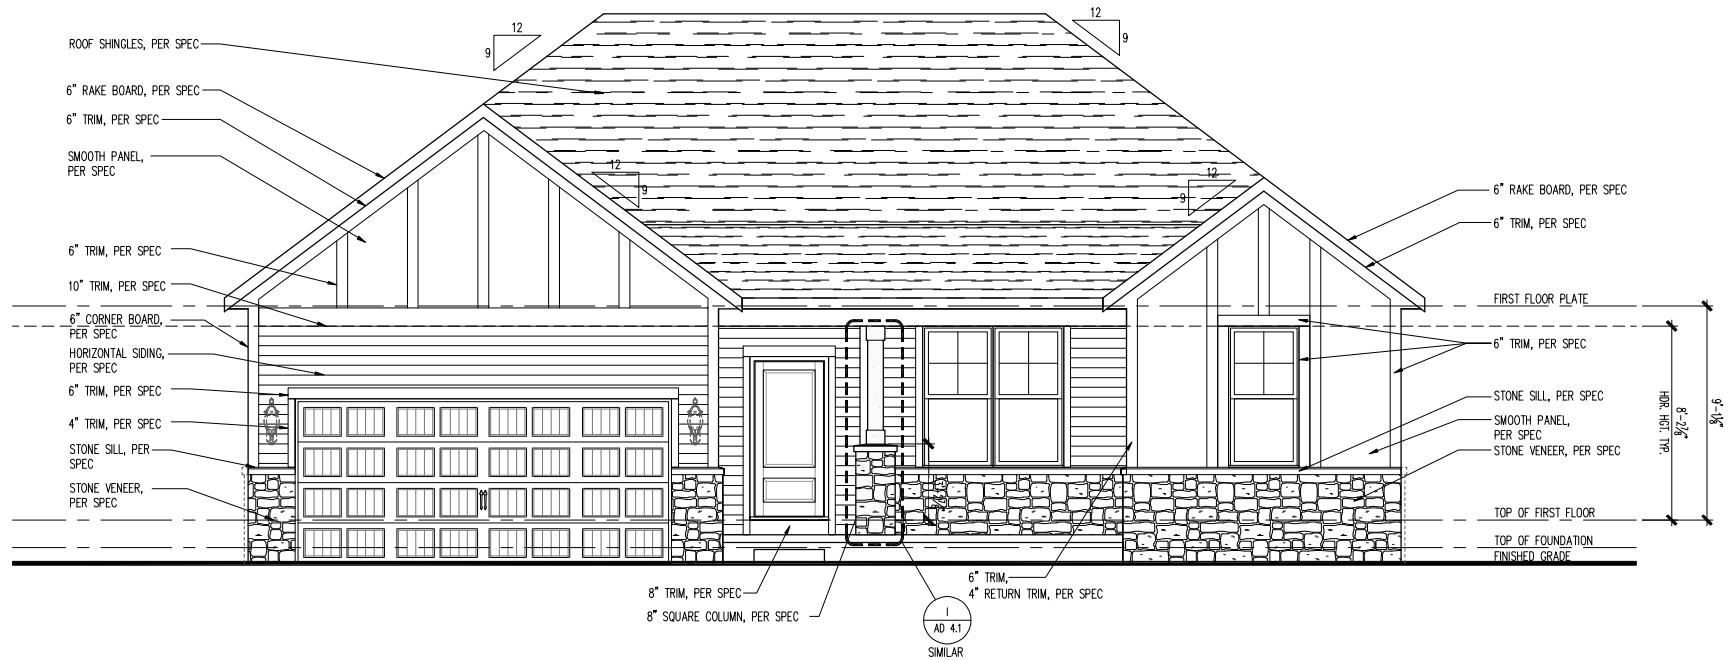 12
9
12
9
ROOF SHINGLES, PER SPEC
6" RAKE BOARD, PER SPEC
6" TRIM, PER SPEC
SMOOTH PANEL,
PER SPEC
12
9
12
9
6" RAKE BOARD, PER SPEC
6" TRIM, PER SPEC
6" TRIM, PER SPEC
10" TRIM, PER SPEC
FIRST FLOOR PLATE
6" CORNER BOARD,
PER SPEC
HORIZONTAL SIDING,
PER SPEC
6" TRIM, PER SPEC
6" TRIM, PER SPEC
4" TRIM, PER SPEC
STONE SILL, PER
SPEC
STONE VENEER,
PER SPEC
STONE SILL, PER SPEC
SMOOTH PANEL,
PER SPEC
STONE VENEER, PER SPEC
HDR. HGT. TYP.
TOP OF FIRST FLOOR
TOP OF FOUNDATION
FINISHED GRADE
8" TRIM, PER SPEC
8" SQUARE COLUMN, PER SPEC
6" TRIM,
4" RETURN TRIM, PER SPEC
1
AD 4.1
SIMILAR